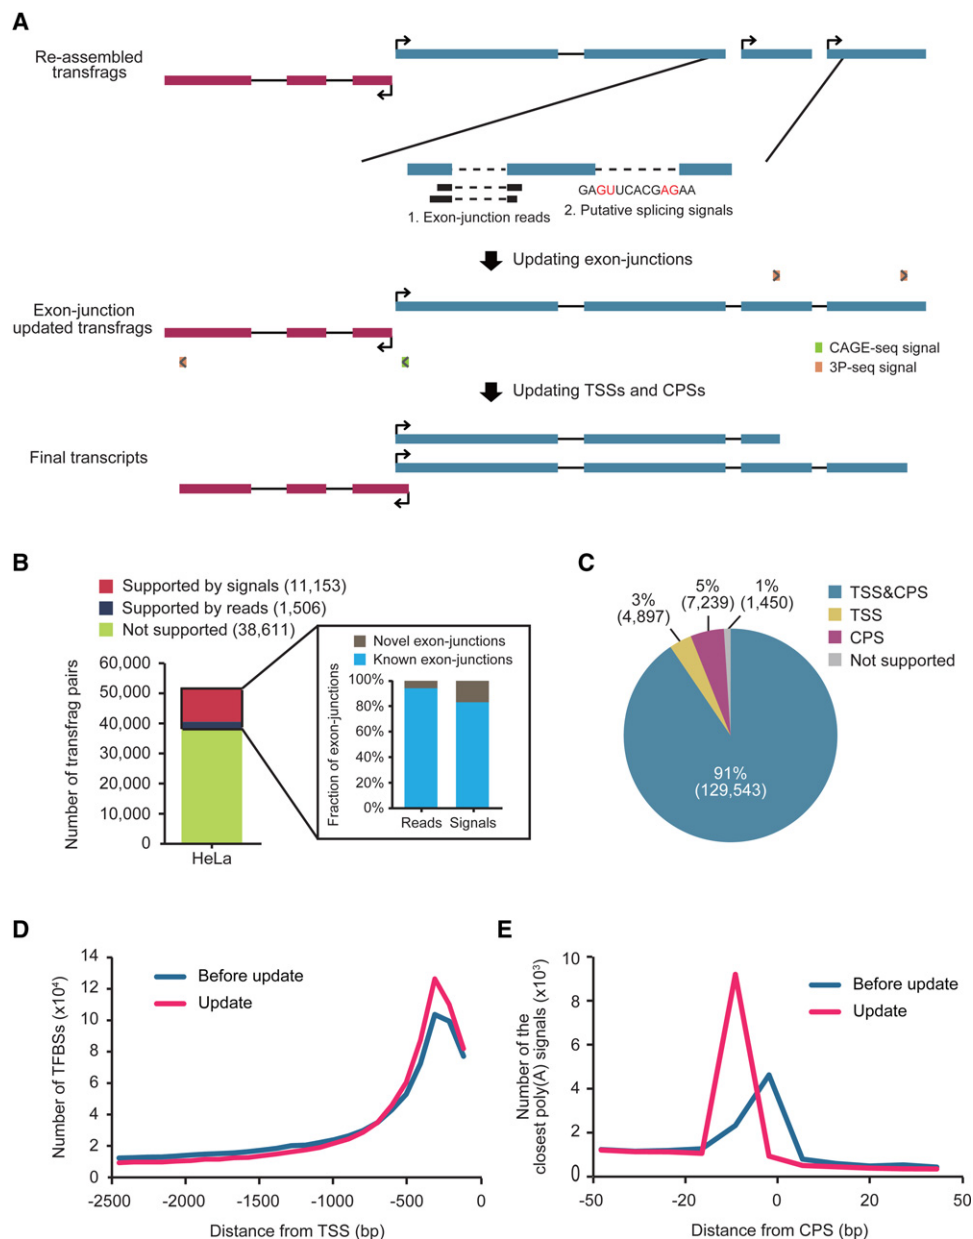 A
Re-assembled
transfrags
GAGUUCACGAGAA
1. Exon-junction reads
2. Putative splicing signals
Updating exon-junctions
Exon-junction
updated transfrags
CAGE-seq signal
3P-seq signal
Updating TSSs and CPSs
Final transcripts
B
Supported by signals (11,153)
Supported by reads (1,506)
Not supported (38,611)
Number of transfrag pairs
60,000
50,000
40,000
30,000
20,000
10,000
0
HeLa
Novel exon-junctions
Known exon-junctions
Fraction of exon-junctions
100%
80%
60%
40%
20%
0%
Reads Signals
C
3%
(4,897)
5%
(7,239)
1%
(1,450)
91%
(129,543)
TSS&CPS
TSS
CPS
Not supported
D
Number of TFBSs (x10⁴)
14
12
10
8
6
4
2
0
Before update
Update
-2500 -2000 -1500 -1000 -500 0
Distance from TSS (bp)
E
Number of the
closest poly(A) signals (x10³)
10
8
6
4
2
0
Before update
Update
-50 -20 0 20 50
Distance from CPS (bp)